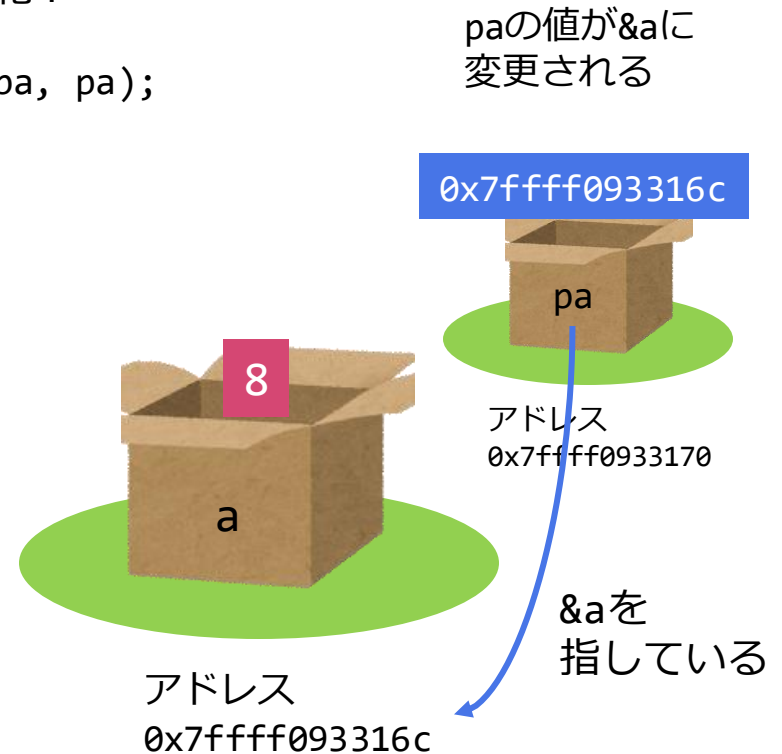 paの値が&aに
変更される
pa, pa);
0x7ffff093316c
pa
8
a
アドレス
0x7ffff0933170
&aを
指している
アドレス
0x7ffff093316c